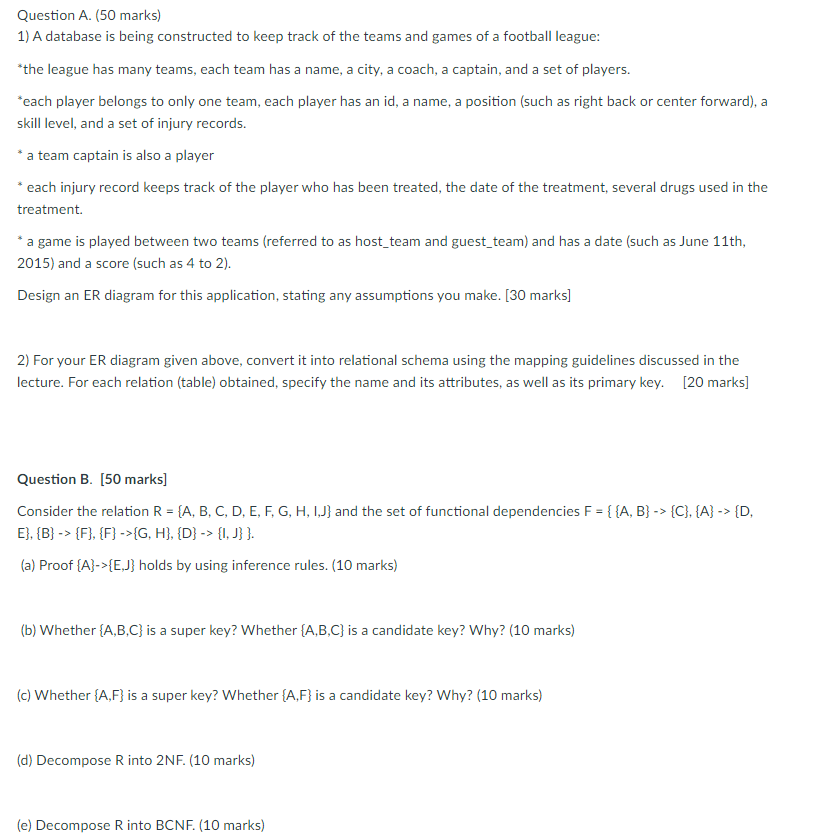 Question A. (50 marks)
1) A database is being constructed to keep track of the teams and games of a football league:
*the league has many teams, each team has a name, a city, a coach, a captain, and a set of players.
*each player belongs to only one team, each player has an id, a name, a position (such as right back or center forward), a
skill level, and a set of injury records.
* a team captain is also a player
* each injury record keeps track of the player who has been treated, the date of the treatment, several drugs used in the
treatment.
* a game is played between two teams (referred to as host_team and guest_team) and has a date (such as June 11th,
2015) and a score (such as 4 to 2).
Design an ER diagram for this application, stating any assumptions you make. [30 marks]
2) For your ER diagram given above, convert it into relational schema using the mapping guidelines discussed in the
lecture. For each relation (table) obtained, specify the name and its attributes, as well as its primary key. [20 marks]
Question B. [50 marks]
Consider the relation R = {A, B, C, D, E, F, G, H, I,J} and the set of functional dependencies F = { {A, B} -> {C}, {A} -> {D,
E}, {B} -> {F}, {F} ->{G, H}, {D} -> {I, J} }.
(a) Proof {A}->{E,J} holds by using inference rules. (10 marks)
(b) Whether {A,B,C} is a super key? Whether {A,B,C} is a candidate key? Why? (10 marks)
(c) Whether {A,F} is a super key? Whether {A,F} is a candidate key? Why? (10 marks)
(d) Decompose R into 2NF. (10 marks)
(e) Decompose R into BCNF. (10 marks)